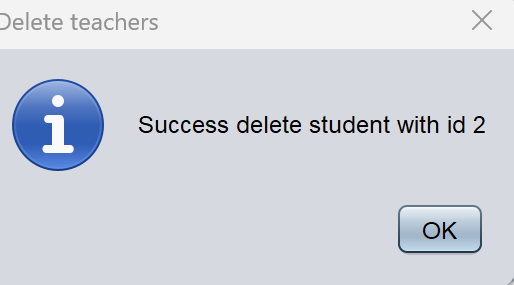 Delete teachers
Success delete student with id 2
OK